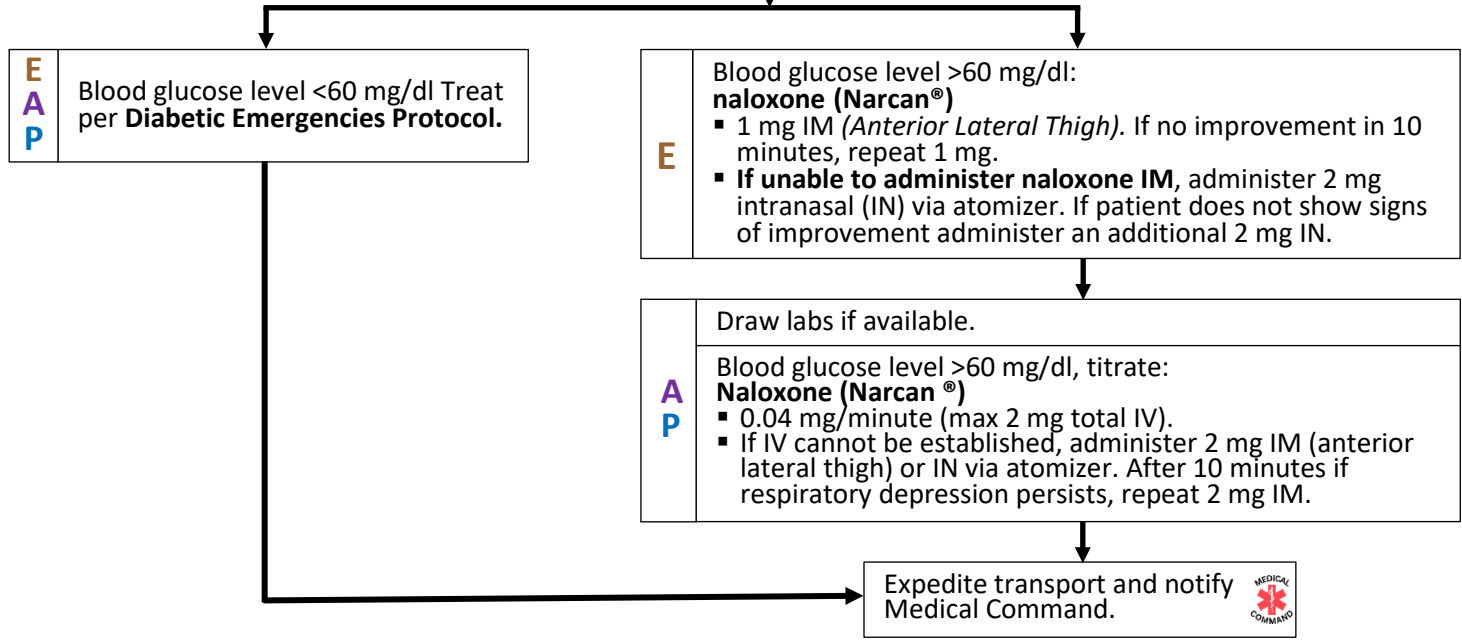 E
A
P
Blood glucose level <60 mg/dl Treat
per Diabetic Emergencies Protocol.
E
Blood glucose level >60 mg/dl:
naloxone (Narcan®)
▪ 1 mg IM (Anterior Lateral Thigh). If no improvement in 10
minutes, repeat 1 mg.
▪ If unable to administer naloxone IM, administer 2 mg
intranasal (IN) via atomizer. If patient does not show signs
of improvement administer an additional 2 mg IN.
A
P
Draw labs if available.
Blood glucose level >60 mg/dl, titrate:
Naloxone (Narcan ®)
▪ 0.04 mg/minute (max 2 mg total IV).
▪ If IV cannot be established, administer 2 mg IM (anterior
lateral thigh) or IN via atomizer. After 10 minutes if
respiratory depression persists, repeat 2 mg IM.
Expedite transport and notify
Medical Command.
MEDICAL
COMMAND